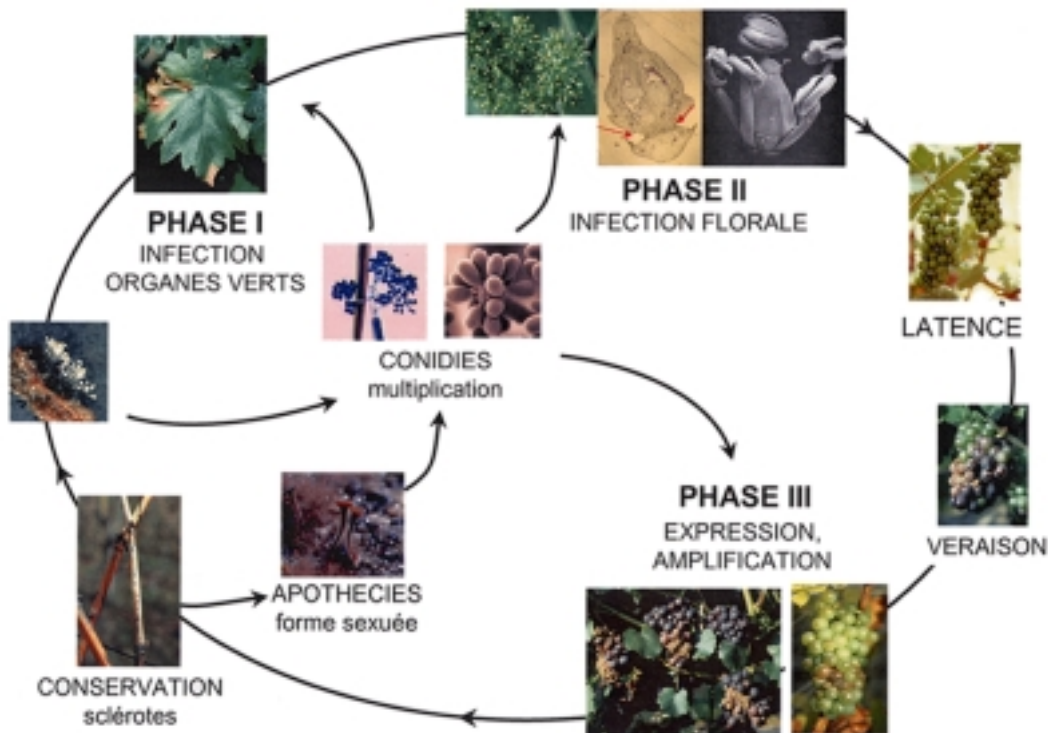 PHASE I
INFECTION
ORGANES VERTS
PHASE II
INFECTION FLORALE
LATENCE
CONIDIES
multiplication
VERAISON
PHASE III
EXPRESSION,
AMPLIFICATION
APOTHECIES
forme sexuée
CONSERVATION
sclérotes